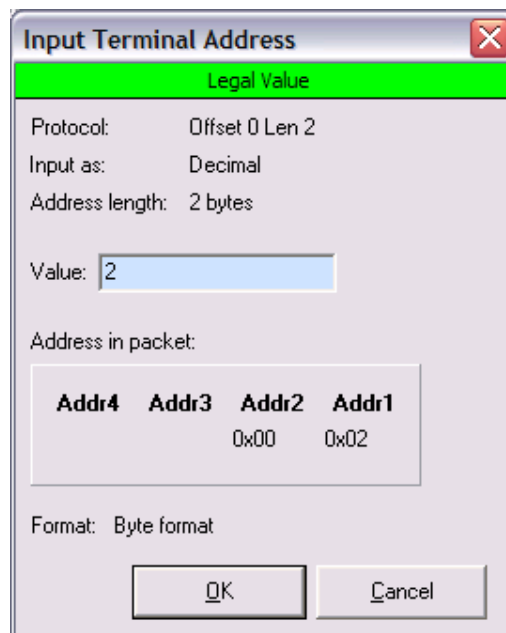 Input Terminal Address
Legal Value
Protocol: Offset 0 Len 2
Input as: Decimal
Address length: 2 bytes
Value: 2
Address in packet:
Addr4 Addr3 Addr2 Addr1
0x00 0x02
Format: Byte format
OK Cancel